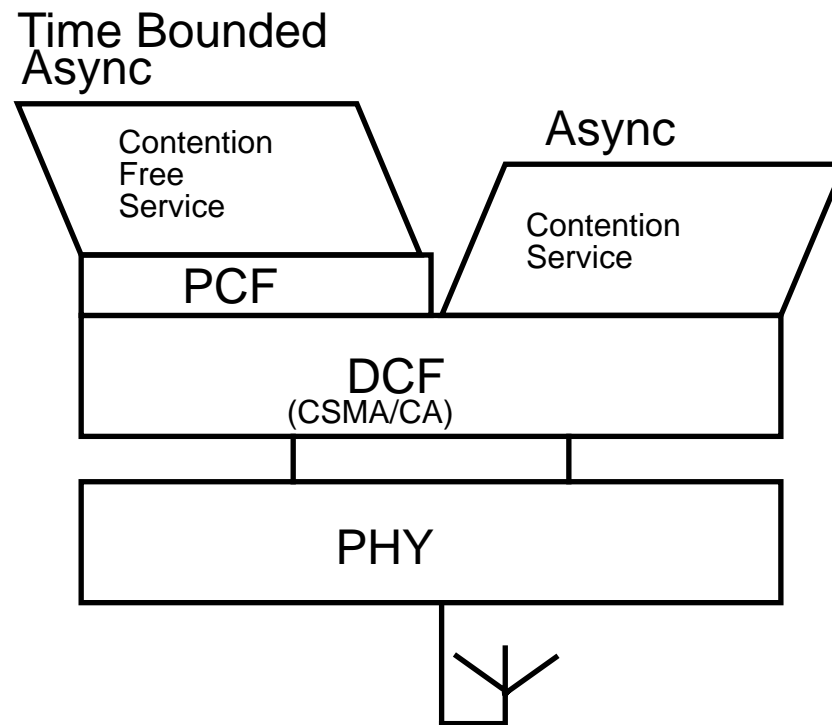 Time Bounded
Async
Contention
Free
Service
Async
Contention
Service
PCF
DCF
(CSMA/CA)
PHY